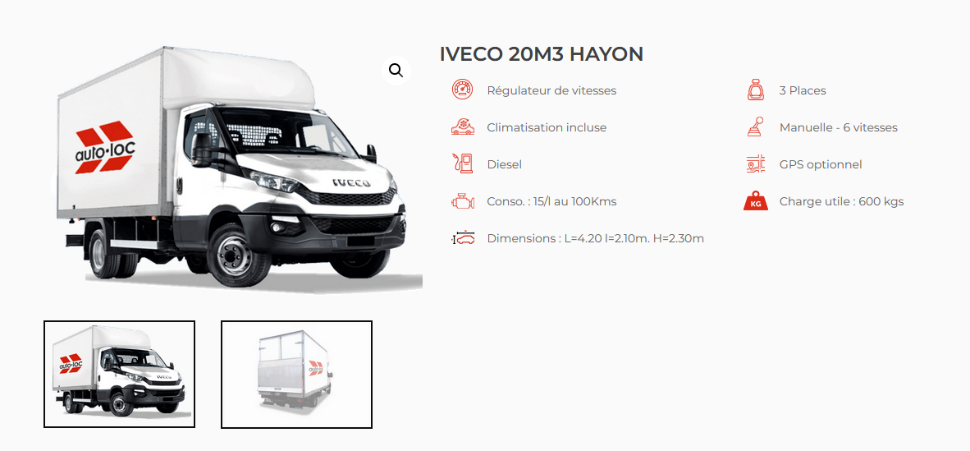 IVECO 20M3 HAYON
Régulateur de vitesses
3 Places
Climatisation incluse
Manuelle - 6 vitesses
Diesel
GPS optionnel
Conso. : 15/l au 100Kms
KG
Charge utile : 600 kgs
Dimensions : L=4.20 l=2.10m. H=2.30m
auto·loc
IVECO
auto·loc